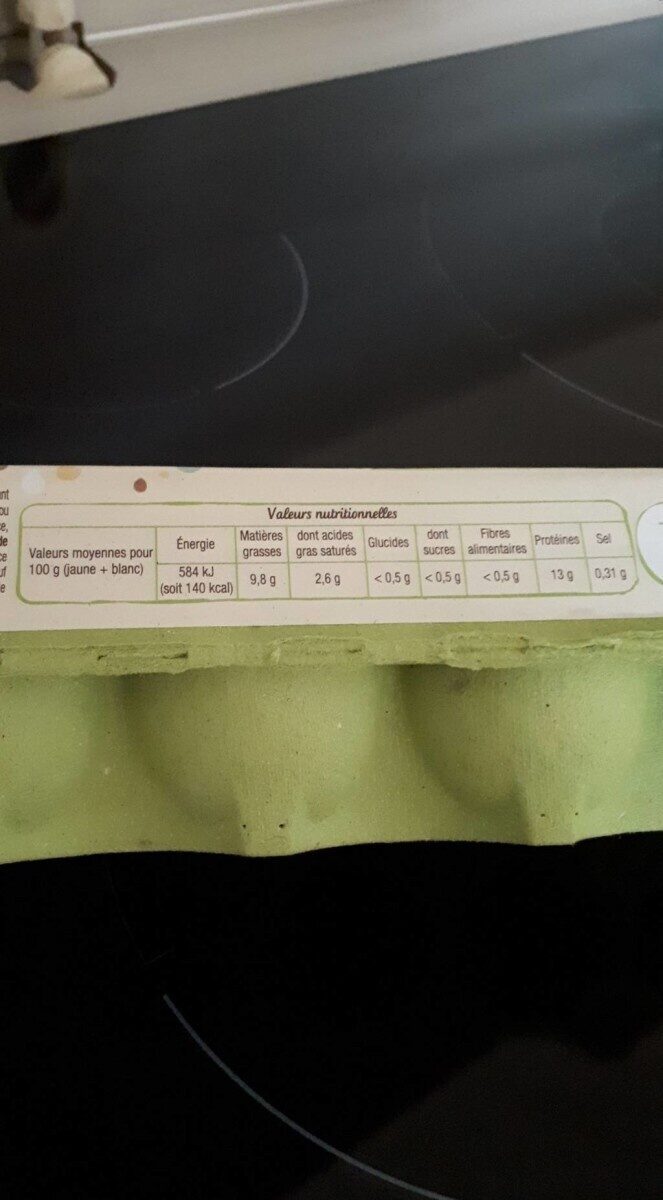 Valeurs nutritionnelles
Valeurs moyennes pour
100 g (jaune + blanc)
Énergie
584 kJ
(soit 140 kcal)
Matières
grasses
9,8 g
dont acides
gras saturés
2,6 g
Glucides
< 0,5 g
dont
sucres
< 0,5 g
Fibres
alimentaires
< 0,5 g
Protéines
13 g
Sel
0,31 g